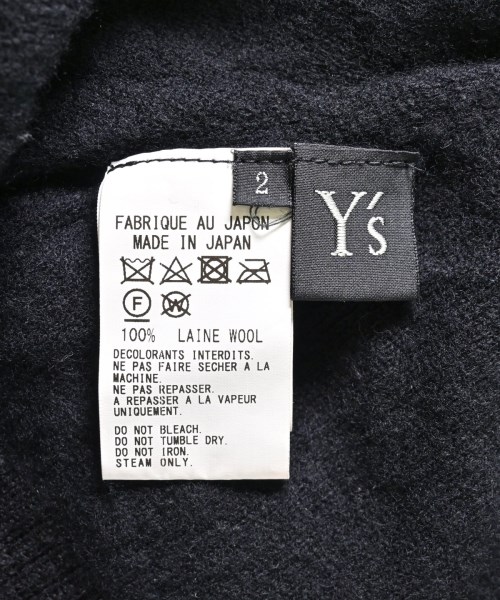 2
Y's
FABRIQUE AU JAPON
MADE IN JAPAN
F W
100% LAINE WOOL
DECOLORANTS INTERDITS.
NE PAS FAIRE SECHER A LA
MACHINE.
NE PAS REPASSER.
A REPASSER A LA VAPEUR
UNIQUEMENT.
DO NOT BLEACH.
DO NOT TUMBLE DRY.
DO NOT IRON.
STEAM ONLY.